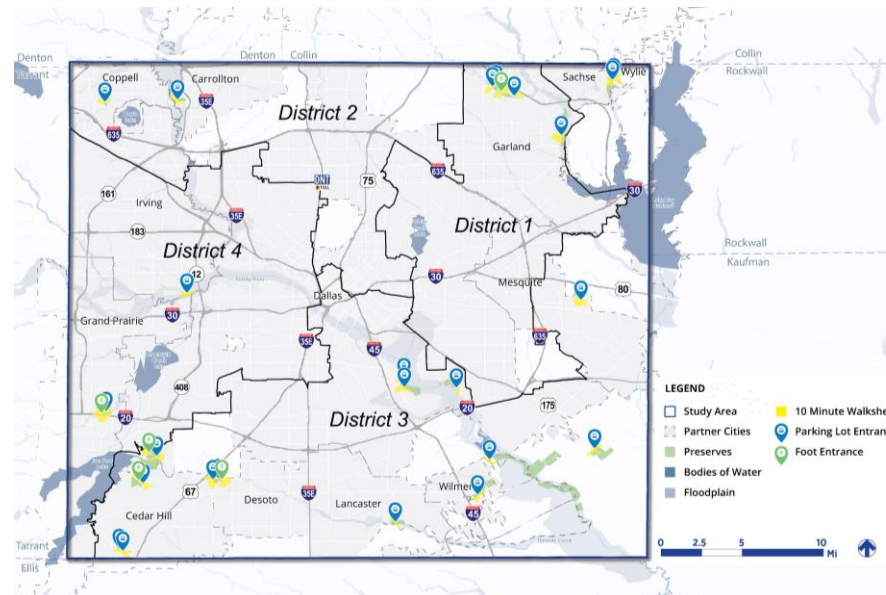 Denton
Tarrant
Denton
Collin
Collin
Rockwall
Coppell
Carrollton
Sachse
Wylie
35E
635
District 2
Garland
161
DNT
TOLL
75
635
30
Irving
35E
183
District 4
District 1
Rockwall
Kaufman
12
30
Mesquite
80
Dallas
Grand Prairie
30
35E
45
635
408
20
District 3
20
175
67
Desoto
35E
Lancaster
Wilmer
45
Cedar Hill
Tarrant
Ellis
LEGEND
Study Area
Partner Cities
Preserves
Bodies of Water
Floodplain
10 Minute Walkshe
Parking Lot Entran
Foot Entrance
0 2.5 5 10
Mi